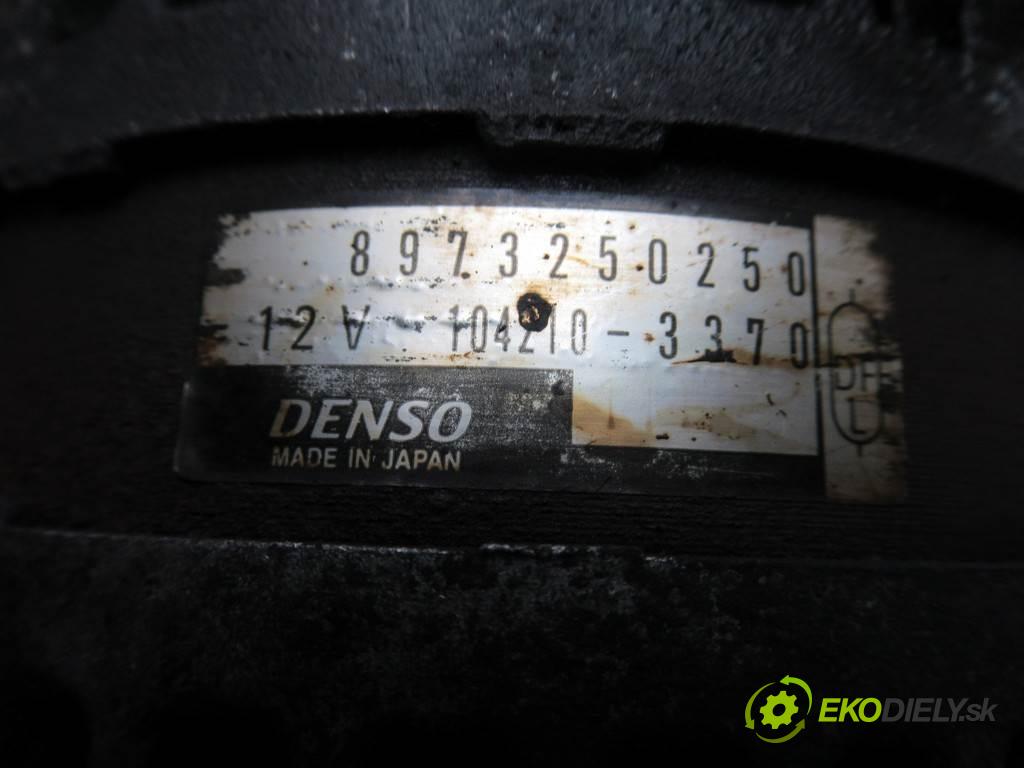 8973250250
12V 104210-3370
DENSO
MADE IN JAPAN
L
EKODIELY.sk